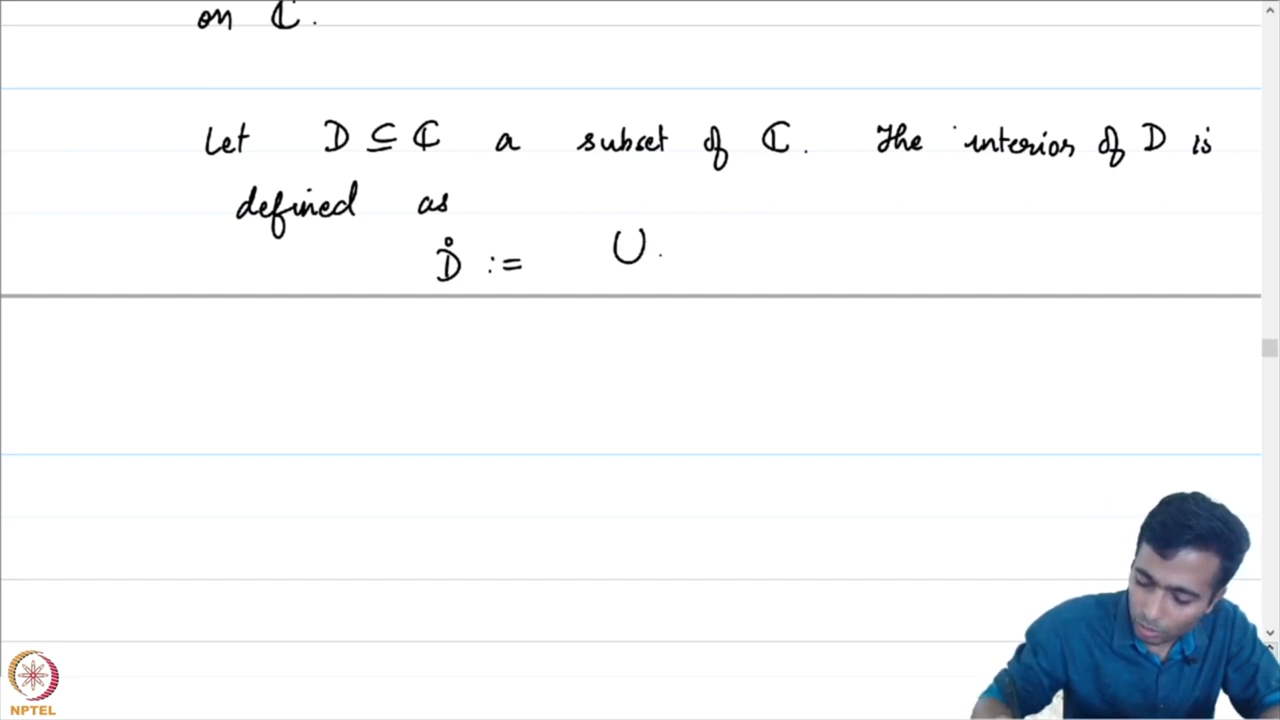 on ℂ.
Let D ⊆ ℂ a subset of ℂ. The interior of D is
defined as
D̊ := ∪.
NPTEL